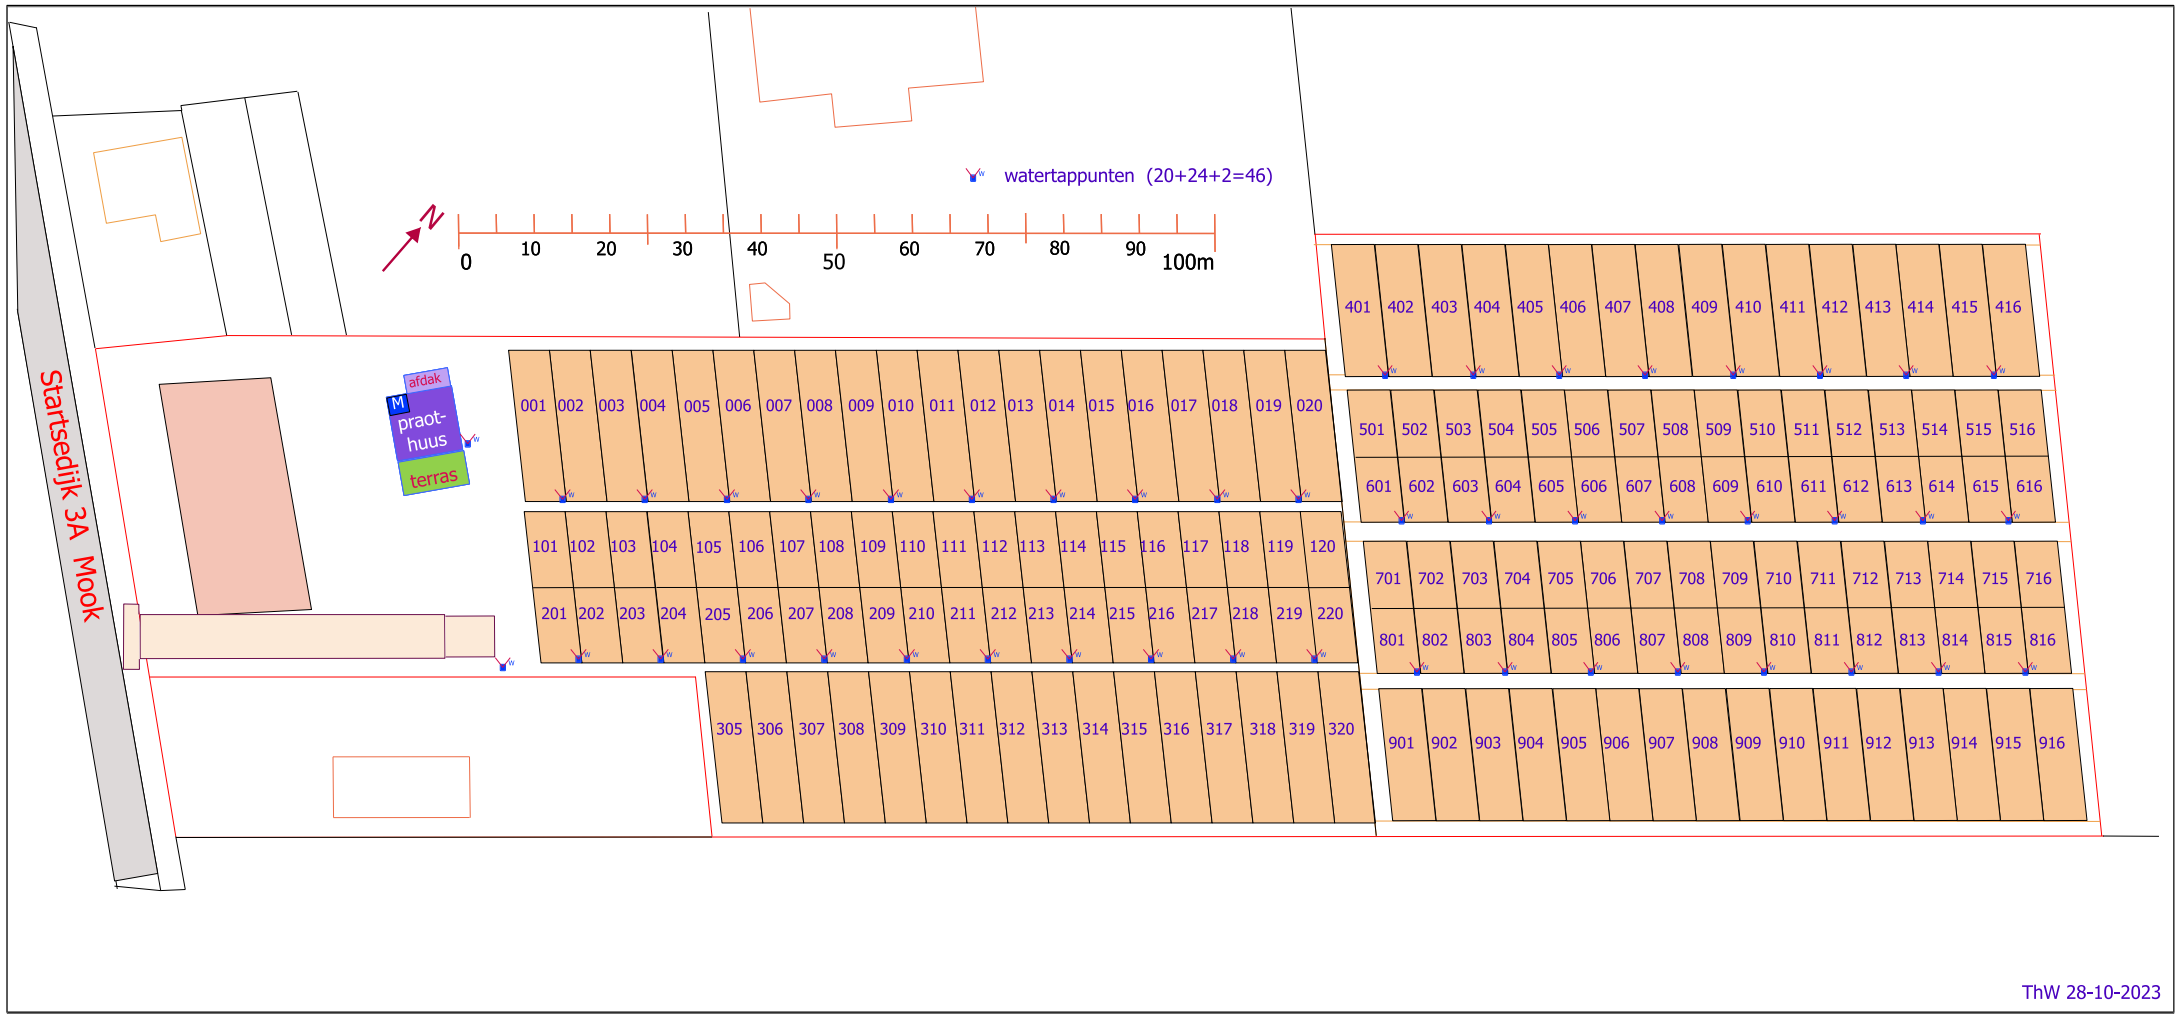 watertappunten (20+24+2=46)
N
10 20 30 40 60 70 80 90
0 50 100m
401 402 403 404 405 406 407 408 409 410 411 412 413 414 415 416
w w w w w w w w
afdak
M
praot-
huus
terras
w
001 002 003 004 005 006 007 008 009 010 011 012 013 014 015 016 017 018 019 020
w w w w w w w w w w
501 502 503 504 505 506 507 508 509 510 511 512 513 514 515 516
601 602 603 604 605 606 607 608 609 610 611 612 613 614 615 616
w w w w w w w w
Startsedijk 3A Mook
101 102 103 104 105 106 107 108 109 110 111 112 113 114 115 116 117 118 119 120
201 202 203 204 205 206 207 208 209 210 211 212 213 214 215 216 217 218 219 220
w w w w w w w w w w
w
701 702 703 704 705 706 707 708 709 710 711 712 713 714 715 716
801 802 803 804 805 806 807 808 809 810 811 812 813 814 815 816
w w w w w w w w
305 306 307 308 309 310 311 312 313 314 315 316 317 318 319 320
901 902 903 904 905 906 907 908 909 910 911 912 913 914 915 916
ThW 28-10-2023